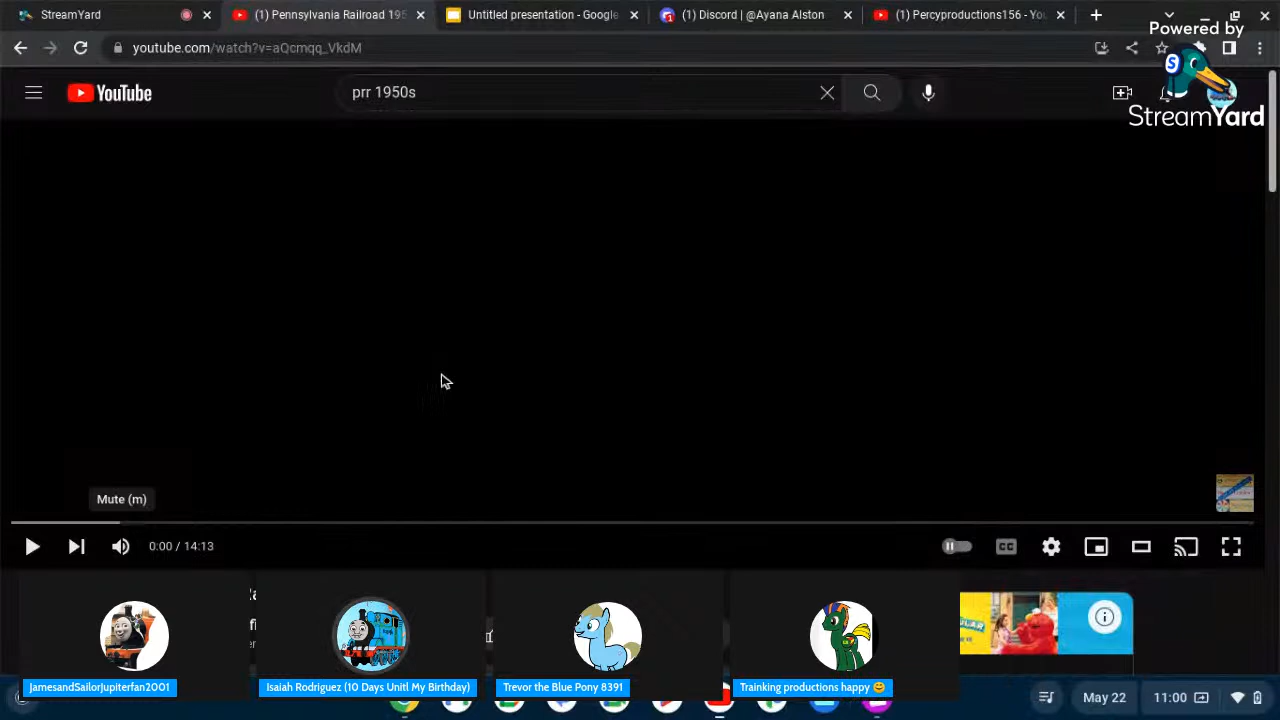 Powered by
StreamYard
StreamYard
(1) Pennsylvania Railroad 195
Untitled presentation - Google
(1) Discord | @Ayana Alston
(1) Percyproductions156 - You
youtube.com/watch?v=aQcmqq_VkdM
YouTube
prr 1950s
Mute (m)
0:00 / 14:13
CC
JamesandSailorJupiterfan2001
Isaiah Rodriguez (10 Days Unitl My Birthday)
Trevor the Blue Pony 8391
Trainking productions happy 😊
May 22
11:00